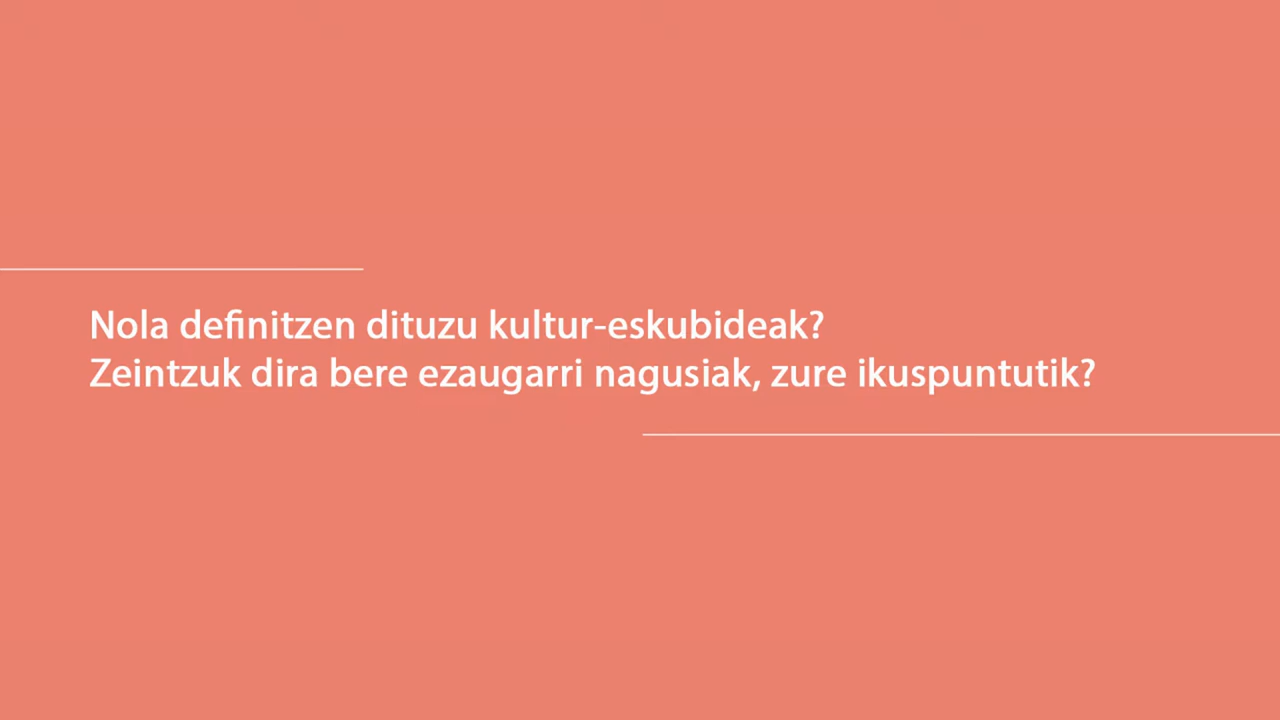 Nola definitzen dituzu kultur-eskubideak?
Zeintzuk dira bere ezaugarri nagusiak, zure ikuspuntutik?